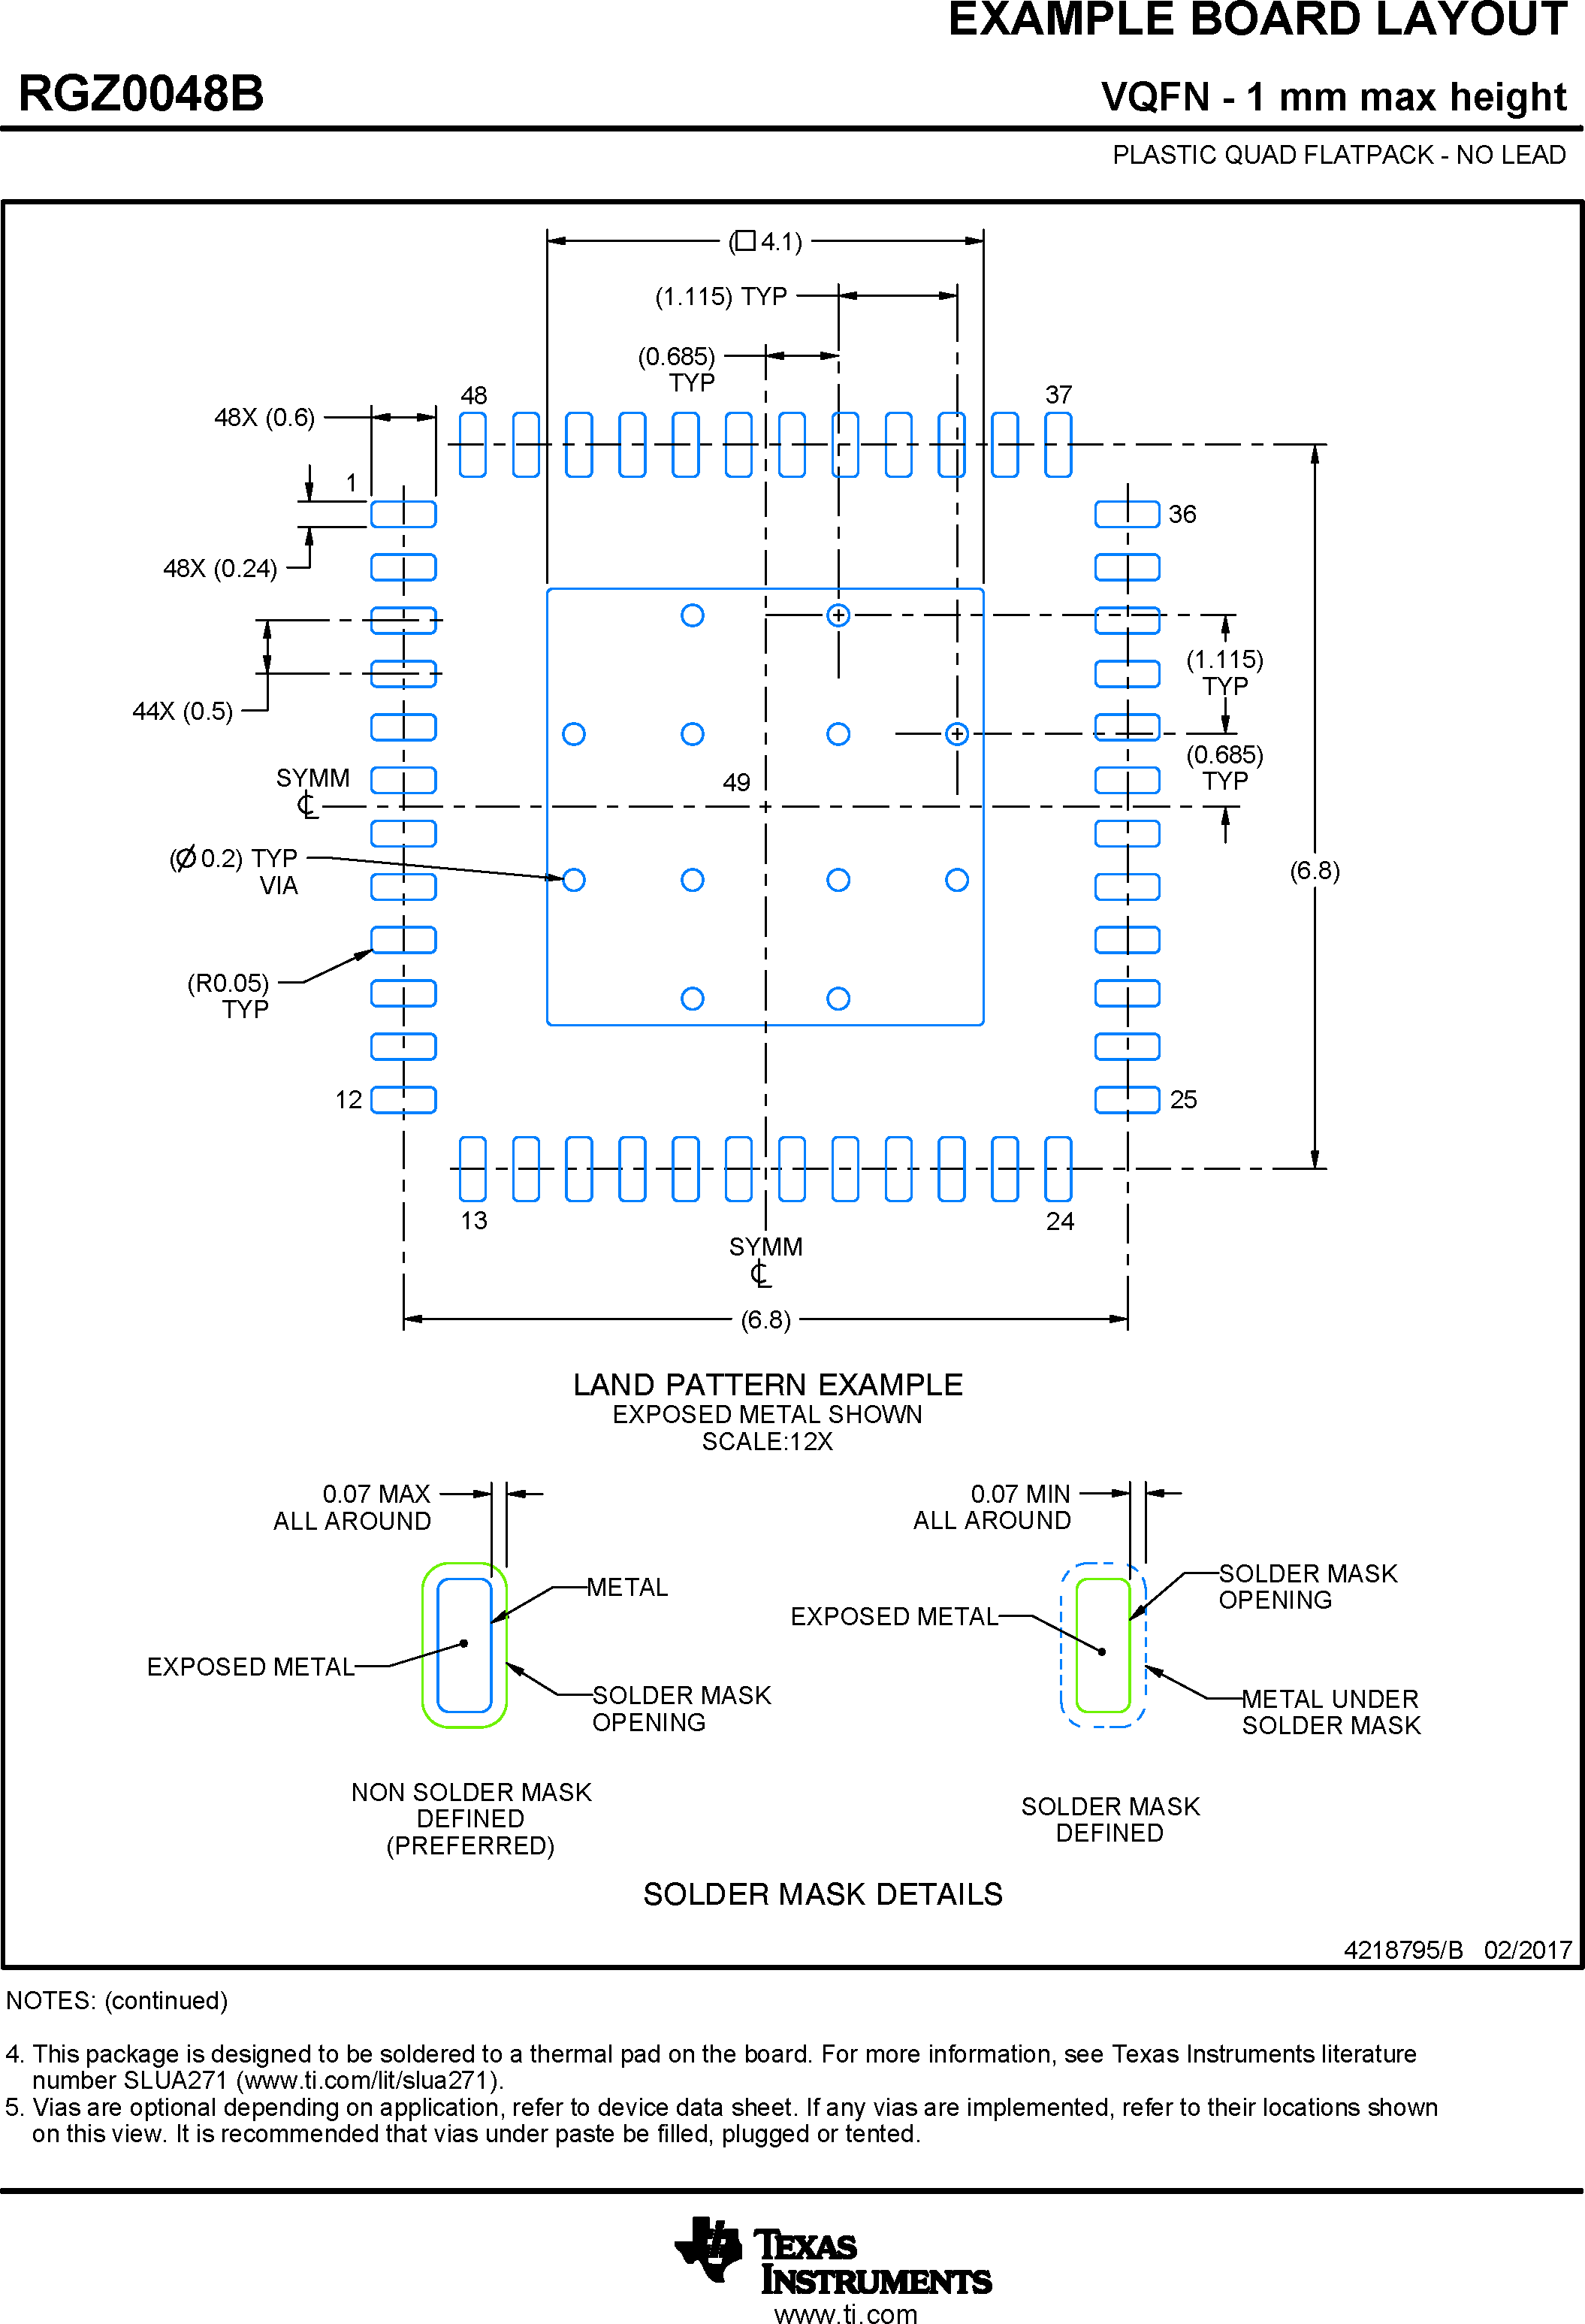 EXAMPLE BOARD LAYOUT
RGZ0048B
VQFN - 1 mm max height
PLASTIC QUAD FLATPACK - NO LEAD
(□ 4.1)
(1.115) TYP
(0.685)
TYP
48X (0.6)
48
37
1
36
48X (0.24)
(1.115)
TYP
44X (0.5)
(0.685)
TYP
SYMM
℄
49
(Ø 0.2) TYP
VIA
(6.8)
(R0.05)
TYP
12
25
13
24
SYMM
℄
(6.8)
LAND PATTERN EXAMPLE
EXPOSED METAL SHOWN
SCALE:12X
0.07 MAX
ALL AROUND
METAL
EXPOSED METAL
SOLDER MASK
OPENING
NON SOLDER MASK
DEFINED
(PREFERRED)
0.07 MIN
ALL AROUND
SOLDER MASK
OPENING
EXPOSED METAL
METAL UNDER
SOLDER MASK
SOLDER MASK
DEFINED
SOLDER MASK DETAILS
4218795/B 02/2017
NOTES: (continued)
4. This package is designed to be soldered to a thermal pad on the board. For more information, see Texas Instruments literature
number SLUA271 (www.ti.com/lit/slua271).
5. Vias are optional depending on application, refer to device data sheet. If any vias are implemented, refer to their locations shown
on this view. It is recommended that vias under paste be filled, plugged or tented.
TEXAS
INSTRUMENTS
www.ti.com